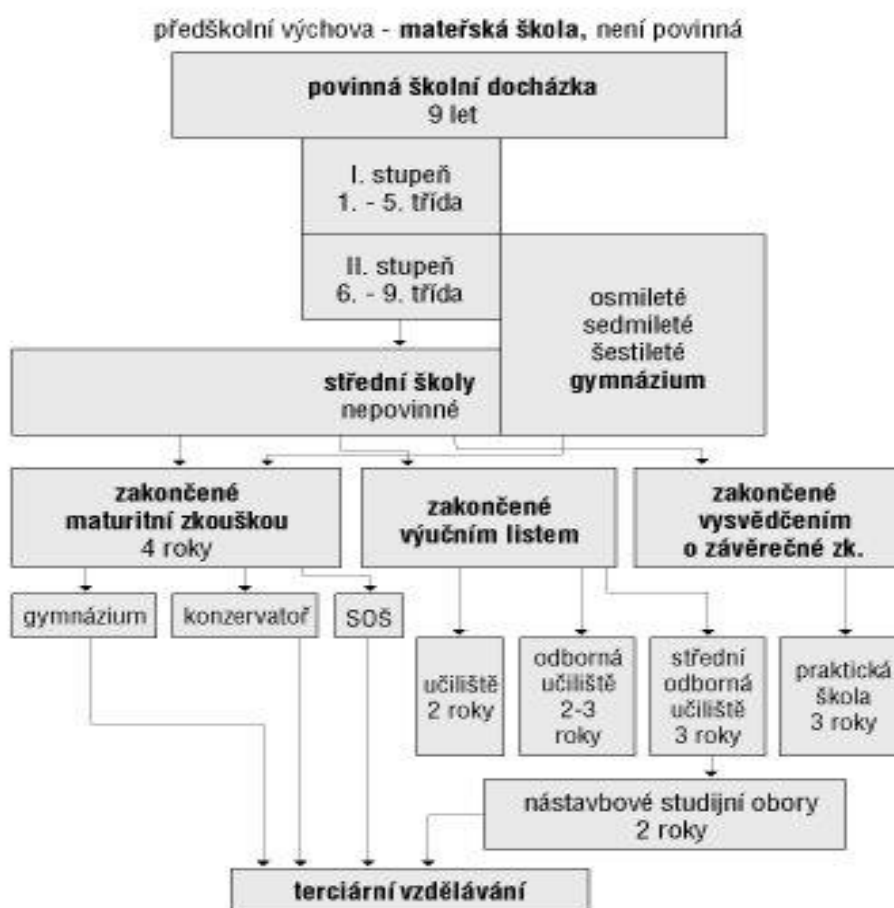 předškolní výchova - mateřská škola, není povinná
povinná školní docházka
9 let
I. stupeň
1. - 5. třída
II. stupeň
6. - 9. třída
osmileté
sedmileté
šestileté
gymnázium
střední školy
nepovinné
zakončené
maturitní zkouškou
4 roky
zakončené
výučním listem
zakončené
vysvědčením
o závěrečné zk.
gymnázium
konzervatoř
SOŠ
učiliště
2 roky
odborná
učiliště
2-3
roky
střední
odborná
učiliště
3 roky
praktická
škola
3 roky
nástavbové studijní obory
2 roky
terciární vzdělávání